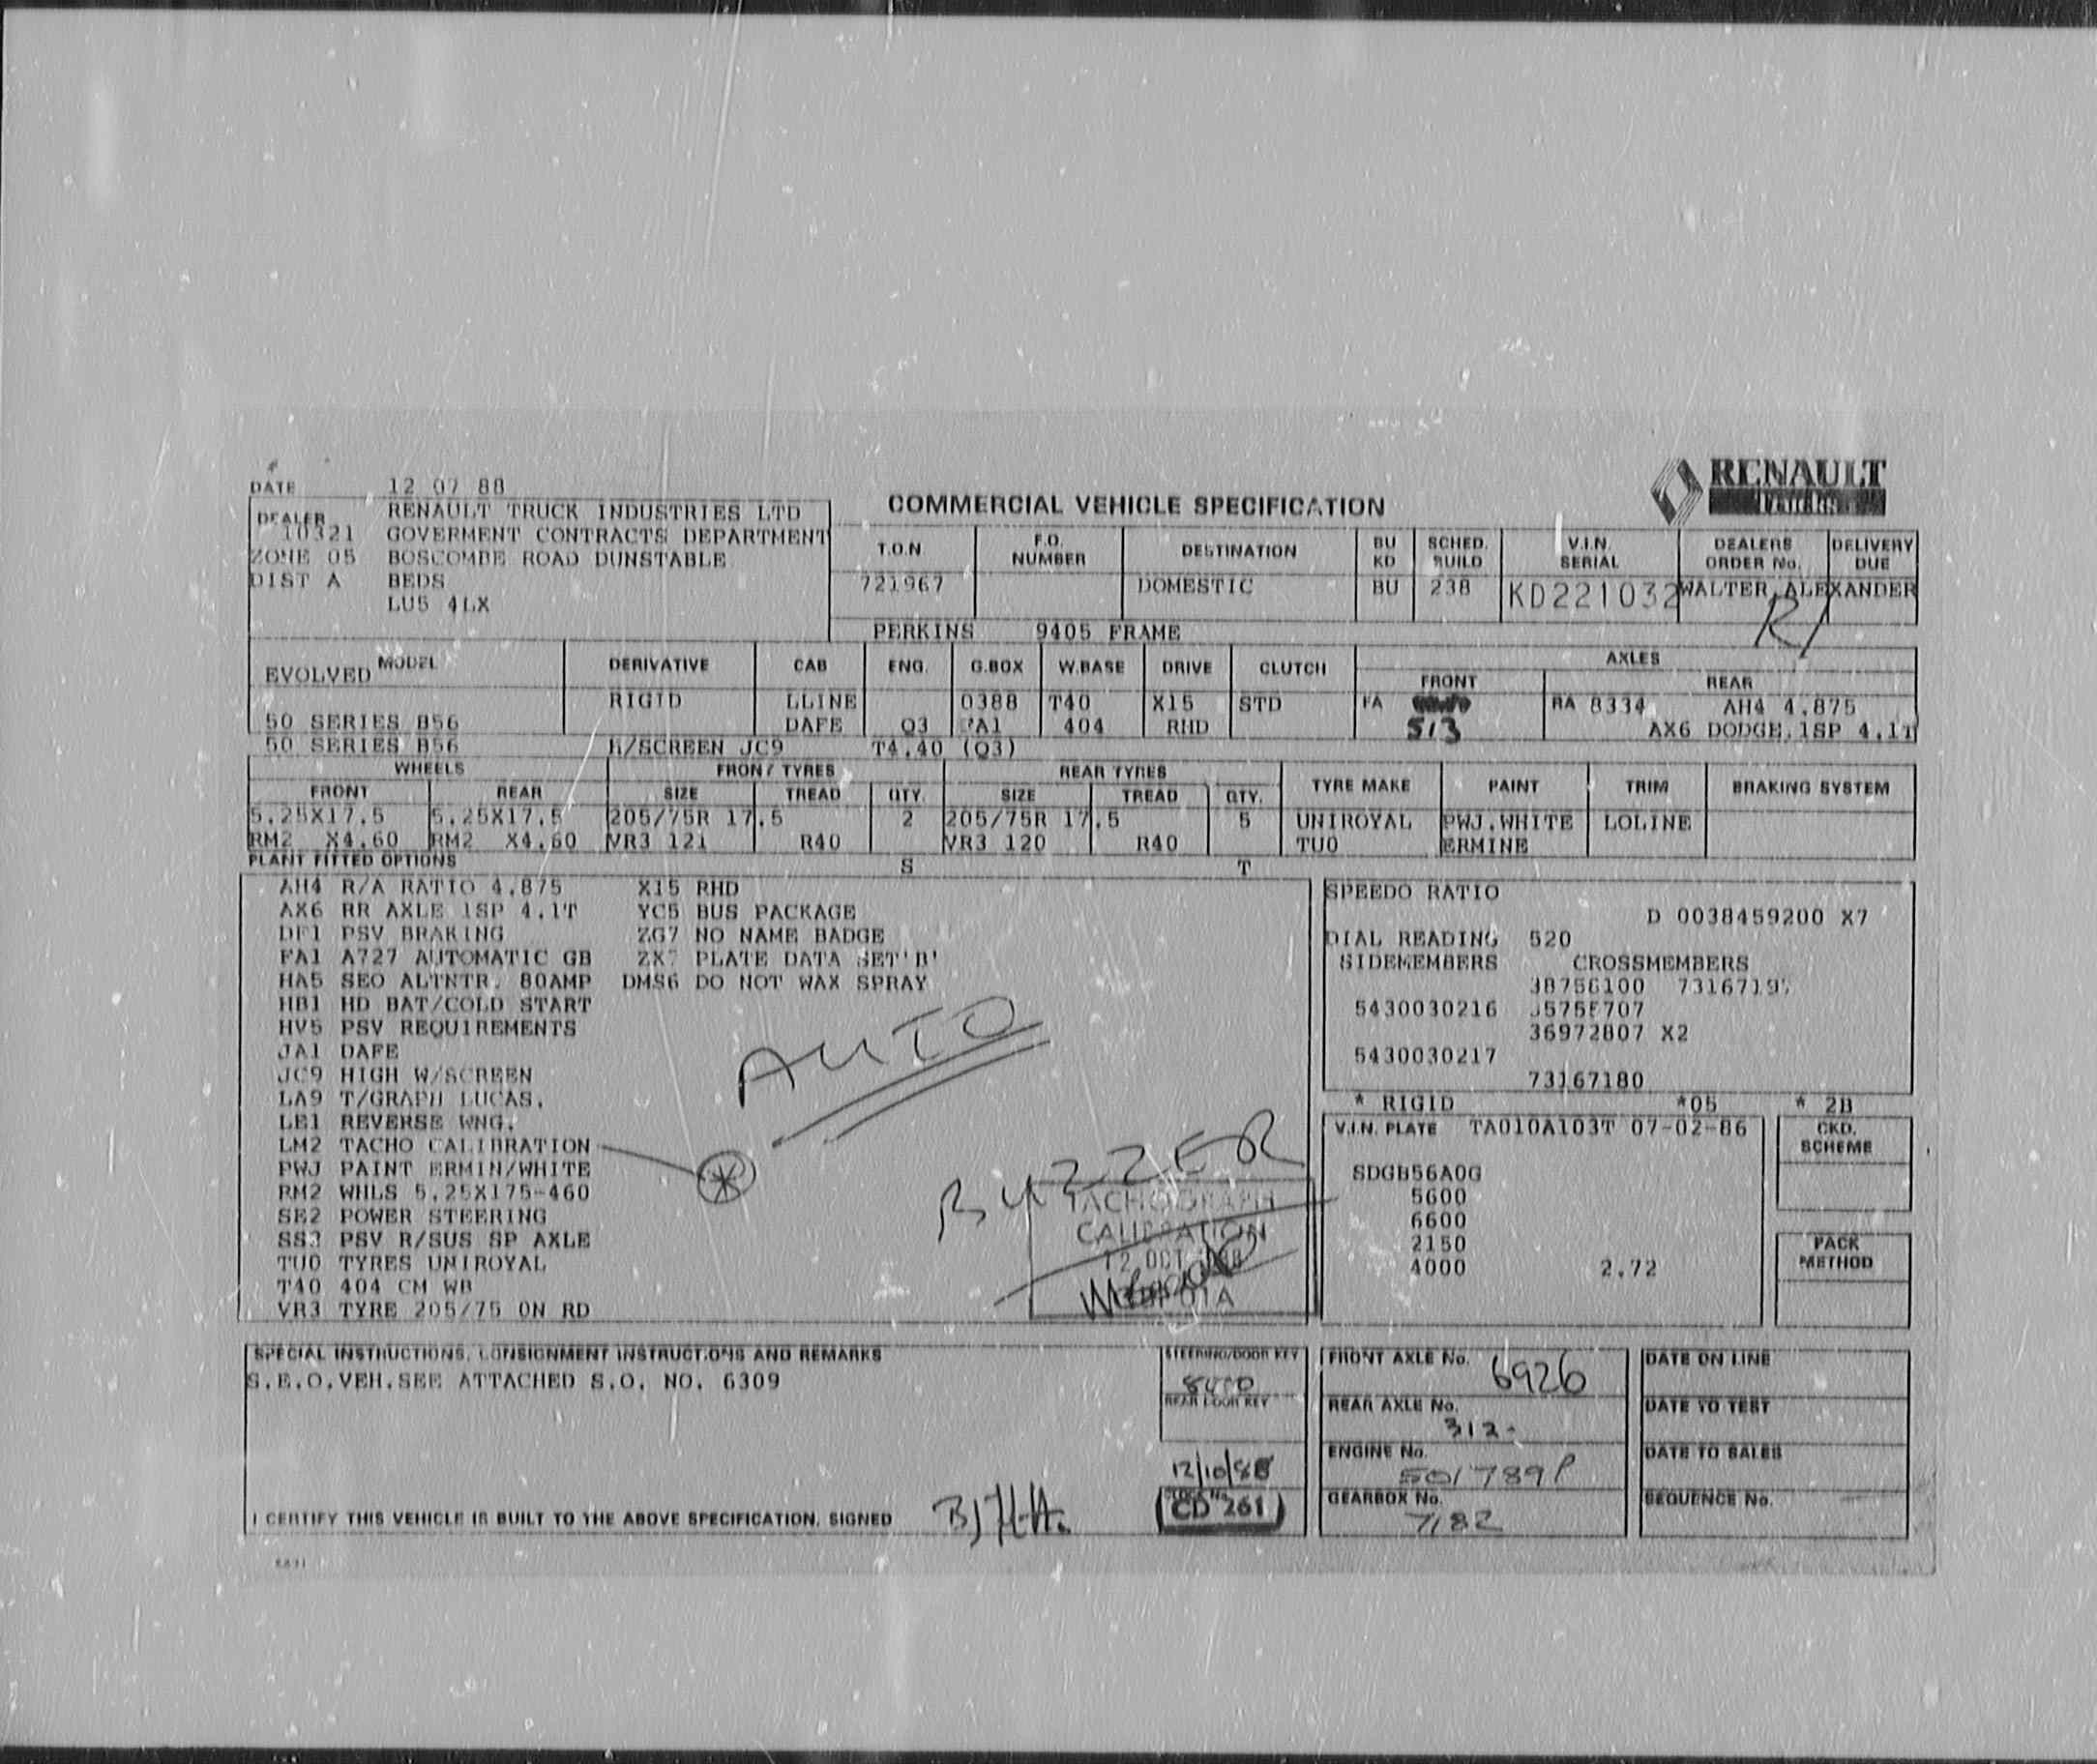 RENAULT
DATE 12 07 88
COMMERCIAL VEHICLE SPECIFICATION
DEALER RENAULT TRUCK INDUSTRIES LTD
10321 GOVERMENT CONTRACTS DEPARTMENT
ZONE 05 BOSCOMBE ROAD DUNSTABLE
DIST A BEDS
LU5 4LX
T.O.N. F.O. NUMBER DESTINATION BU KD SCHED. BUILD V.I.N. SERIAL DEALERS ORDER No. DELIVERY DUE
721967 DOMESTIC BU 238 KD221032 WALTER ALEXANDER
PERKINS 9405 FRAME
MODEL DERIVATIVE CAB ENG. G.BOX W.BASE DRIVE CLUTCH AXLES
FRONT REAR
EVOLVED
RIGID LLINE 0388 T40 X15 STD FA RA 8334 AH4 4.875
50 SERIES B56 DAFE Q3 FA1 404 RHD 513 AX6 DODGE.1SP 4.1T
50 SERIES B56 H/SCREEN JC9 T4.40 (Q3)
WHEELS FRONT TYRES REAR TYRES TYRE MAKE PAINT TRIM BRAKING SYSTEM
FRONT REAR SIZE TREAD QTY. SIZE TREAD QTY.
5.25X17.5 5.25X17.5 205/75R 17.5 2 205/75R 17.5 5 UNIROYAL PWJ.WHITE LOLINE
RM2 X4.60 RM2 X4.60 VR3 121 R40 VR3 120 R40 TU0 ERMINE
PLANT FITTED OPTIONS S T
AH4 R/A RATIO 4.875 X15 RHD
AX6 RR AXLE 1SP 4.1T YC5 BUS PACKAGE
DF1 PSV BRAKING ZG7 NO NAME BADGE
FA1 A727 AUTOMATIC GB ZX7 PLATE DATA SET'B'
HA5 SEO ALTNTR. 80AMP DMS6 DO NOT WAX SPRAY
HB1 HD BAT/COLD START
HV5 PSV REQUIREMENTS
JA1 DAFE
JC9 HIGH W/SCREEN
LA9 T/GRAPH LUCAS.
LE1 REVERSE WNG.
LM2 TACHO CALIBRATION
PWJ PAINT ERMIN/WHITE
RM2 WHLS 5.25X175-460
SE2 POWER STEERING
SS3 PSV R/SUS SP AXLE
TU0 TYRES UNIROYAL
T40 404 CM WB
VR3 TYRE 205/75 ON RD
AUTO
BUZZER
TACHOGRAPH
CALIBRATION
12 OCT
SPEEDO RATIO
D 0038459200 X7
DIAL READING 520
SIDEMEMBERS CROSSMEMBERS
5430030216
36972807 X2
5430030217
73167180
* RIGID *05 * 2B
V.I.N. PLATE TA010A103T 07-02-86
CKD. SCHEME
SDGB56A0G
5600
6600
2150
4000 2.72
PACK METHOD
SPECIAL INSTRUCTIONS, CONSIGNMENT INSTRUCTIONS AND REMARKS
S.E.O.VEH.SEE ATTACHED S.O. NO. 6309
STEERING/DOOR KEY
REAR DOOR KEY
12/10/88
CD 261
FRONT AXLE No. 6926
REAR AXLE No. 312
ENGINE No. 501789P
GEARBOX No. 7182
DATE ON LINE
DATE TO TEST
DATE TO SALES
SEQUENCE No.
I CERTIFY THIS VEHICLE IS BUILT TO THE ABOVE SPECIFICATION. SIGNED